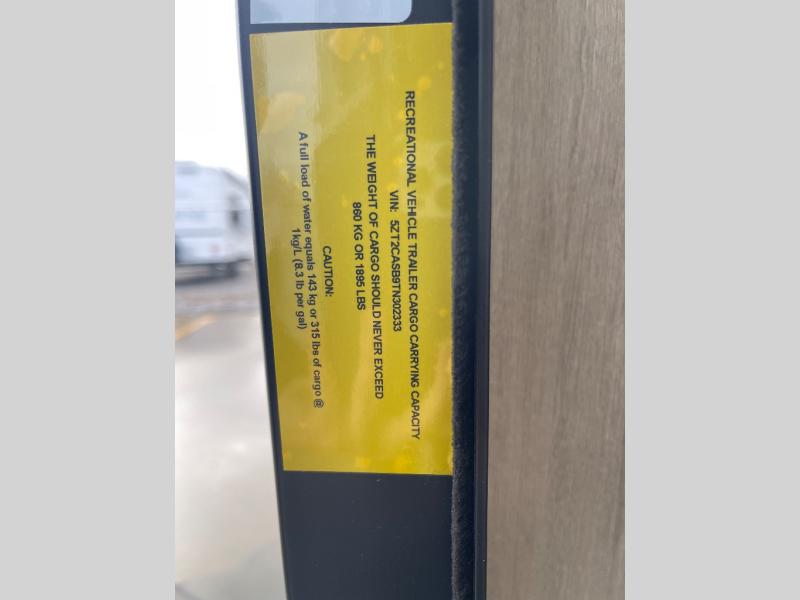 RECREATIONAL VEHICLE TRAILER CARGO CARRYING CAPACITY
VIN: 5ZT2CASB9TN302333
THE WEIGHT OF CARGO SHOULD NEVER EXCEED
860 KG OR 1895 LBS
CAUTION:
A full load of water equals 143 kg or 315 lbs of cargo @
1kg/L (8.3 lb per gal)